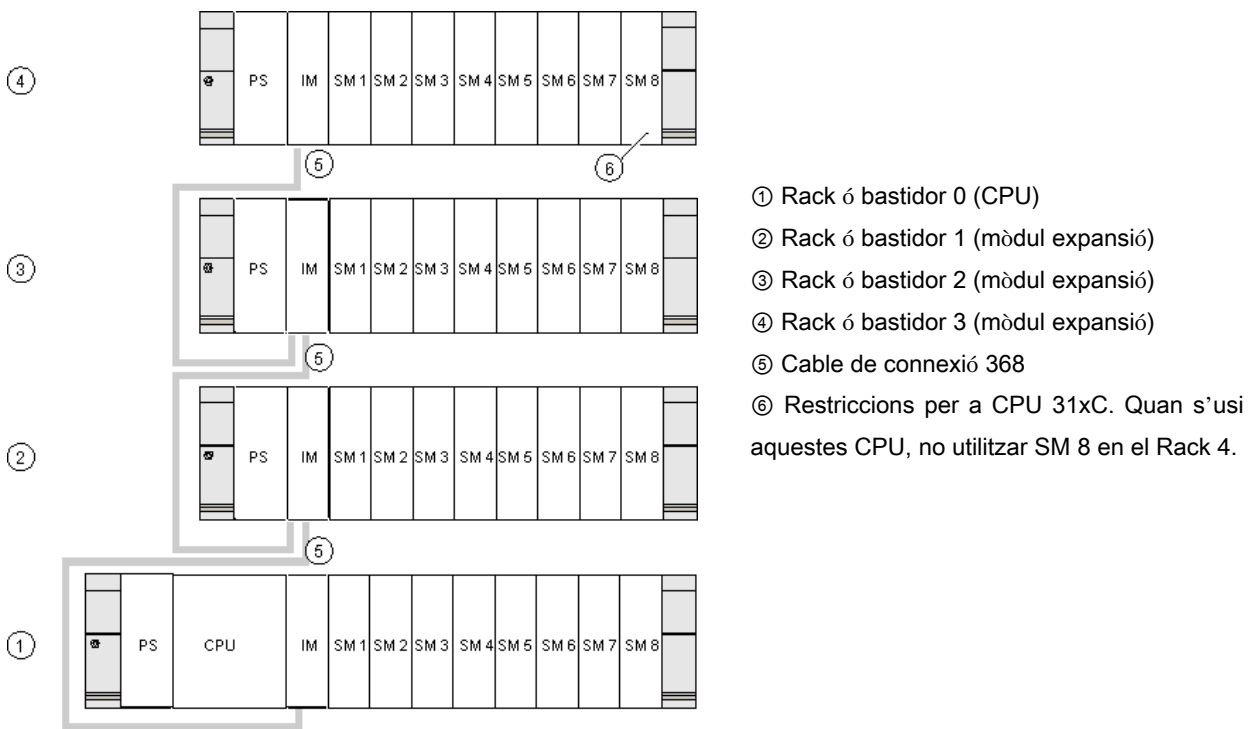 ④ PS IM SM 1 SM 2 SM 3 SM 4 SM 5 SM 6 SM 7 SM 8
⑤ ⑥
③ PS IM SM 1 SM 2 SM 3 SM 4 SM 5 SM 6 SM 7 SM 8
⑤
② PS IM SM 1 SM 2 SM 3 SM 4 SM 5 SM 6 SM 7 SM 8
⑤
① PS CPU IM SM 1 SM 2 SM 3 SM 4 SM 5 SM 6 SM 7 SM 8
① Rack ó bastidor 0 (CPU)
② Rack ó bastidor 1 (mòdul expansió)
③ Rack ó bastidor 2 (mòdul expansió)
④ Rack ó bastidor 3 (mòdul expansió)
⑤ Cable de connexió 368
⑥ Restriccions per a CPU 31xC. Quan s’usi
aquestes CPU, no utilitzar SM 8 en el Rack 4.